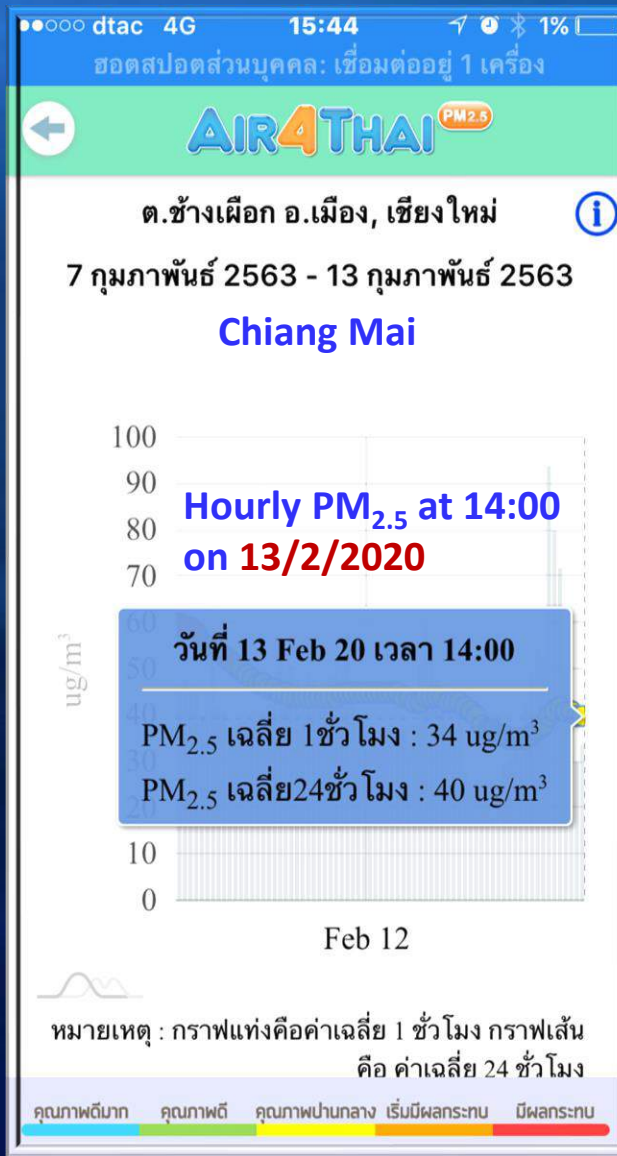 dtac 4G 15:44 1%
ฮอตสปอตส่วนบุคคล: เชื่อมต่ออยู่ 1 เครื่อง
AIR4THAI PM2.5
ต.ช้างเผือก อ.เมือง, เชียงใหม่
7 กุมภาพันธ์ 2563 - 13 กุมภาพันธ์ 2563
Chiang Mai
100
90
Hourly PM2.5 at 14:00
80
on 13/2/2020
70
60
วันที่ 13 Feb 20 เวลา 14:00
ug/m³
50
40
PM2.5 เฉลี่ย 1ชั่วโมง : 34 ug/m³
30
PM2.5 เฉลี่ย24ชั่วโมง : 40 ug/m³
20
10
0
Feb 12
หมายเหตุ : กราฟแท่งคือค่าเฉลี่ย 1 ชั่วโมง กราฟเส้น
คือ ค่าเฉลี่ย 24 ชั่วโมง
คุณภาพดีมาก คุณภาพดี คุณภาพปานกลาง เริ่มมีผลกระทบ มีผลกระทบ